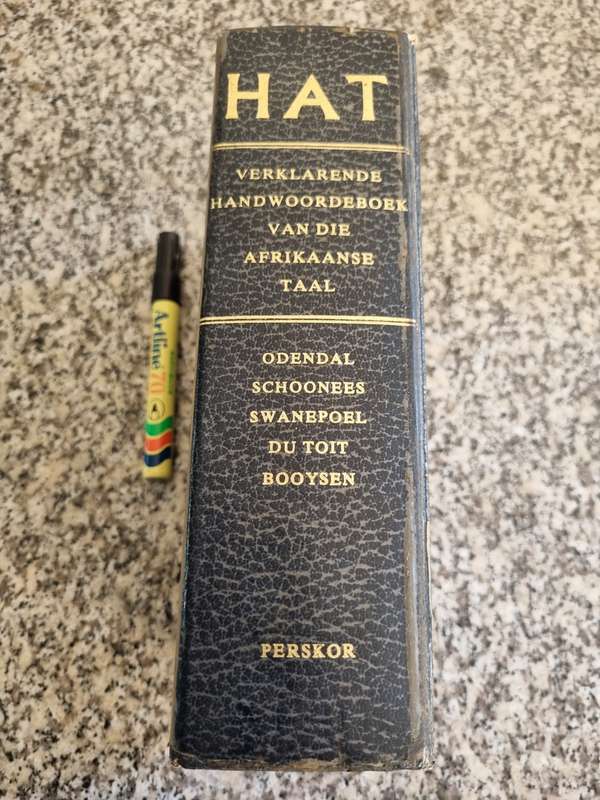 HAT
VERKLARENDE
HANDWOORDEBOEK
VAN DIE
AFRIKAANSE
TAAL
ODENDAL
SCHOONEES
SWANEPOEL
DU TOIT
BOOYSEN
PERSKOR
Artline 70